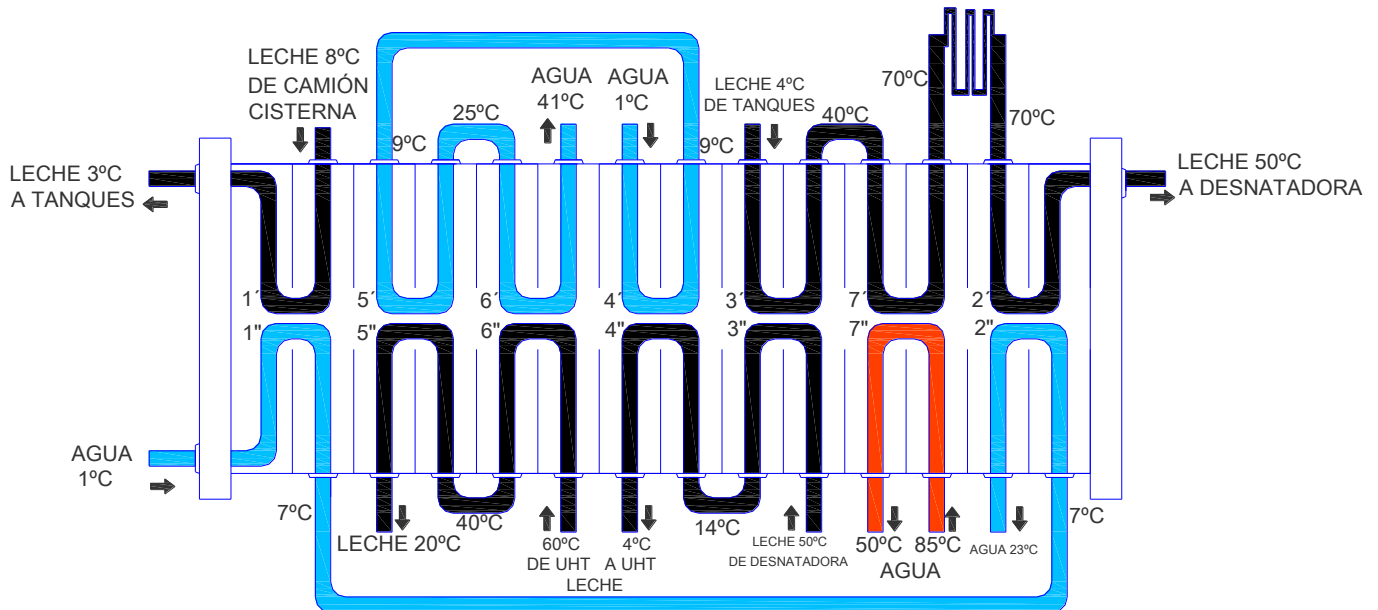 LECHE 8ºC
DE CAMIÓN
CISTERNA
9ºC
25ºC
AGUA
41ºC
AGUA
1ºC
9ºC
LECHE 4ºC
DE TANQUES
40ºC
70ºC
70ºC
LECHE 3ºC
A TANQUES
LECHE 50ºC
A DESNATADORA
1´
5´
6´
4´
3´
7´
2´
1"
5"
6"
4"
3"
7"
2"
AGUA
1ºC
7ºC
LECHE 20ºC
40ºC
60ºC
DE UHT
4ºC
A UHT
LECHE
14ºC
LECHE 50ºC
DE DESNATADORA
50ºC
85ºC
AGUA
AGUA 23ºC
7ºC